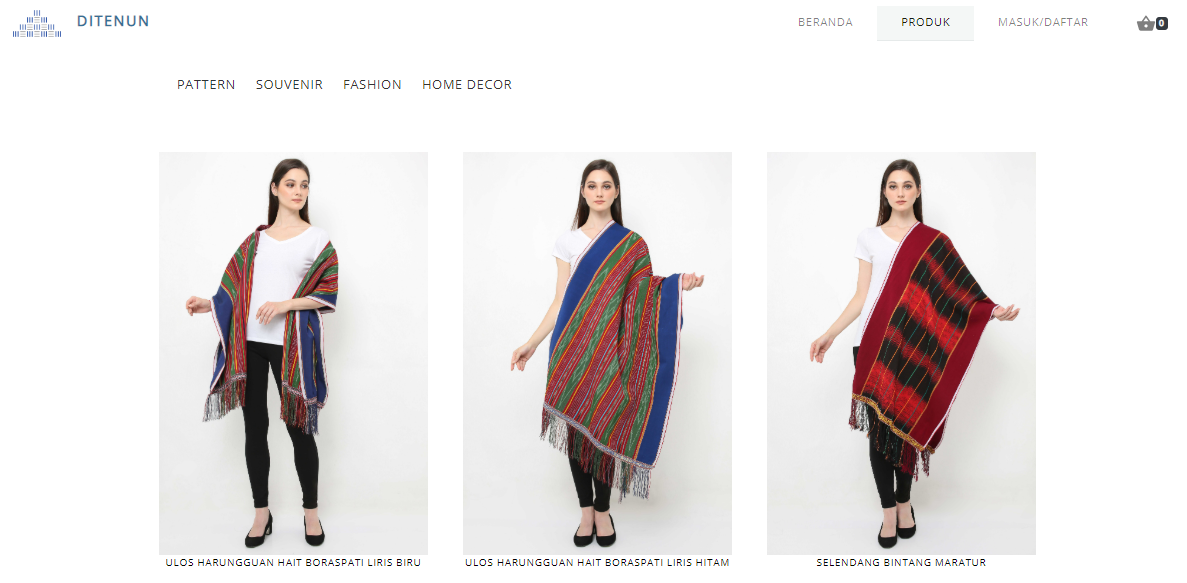 DITENUN
BERANDA PRODUK MASUK/DAFTAR 0
PATTERN SOUVENIR FASHION HOME DECOR
ULOS HARUNGGUAN HAIT BORASPATI LIRIS BIRU
ULOS HARUNGGUAN HAIT BORASPATI LIRIS HITAM
SELENDANG BINTANG MARATUR